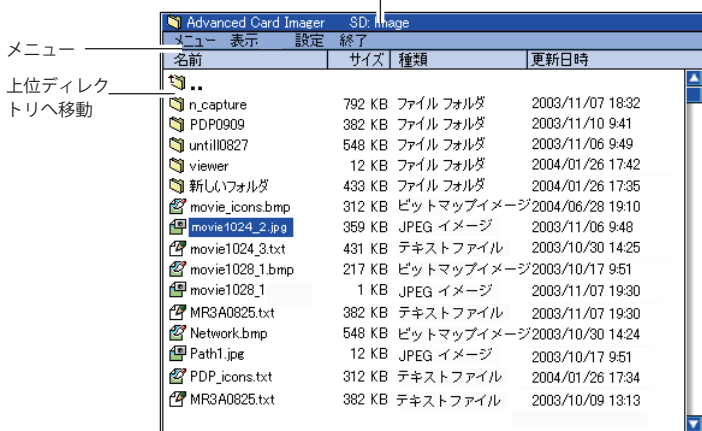 Advanced Card Imager SD: Image
メニュー 表示 設定 終了
メニュー
名前 サイズ 種類 更新日時
上位ディレク
トリへ移動
..
n_capture 792 KB ファイル フォルダ 2003/11/07 18:32
PDP0909 382 KB ファイル フォルダ 2003/11/10 9:41
untill0827 548 KB ファイル フォルダ 2003/11/06 9:49
viewer 12 KB ファイル フォルダ 2004/01/26 17:42
新しいフォルダ 433 KB ファイル フォルダ 2004/01/26 17:35
movie_icons.bmp 312 KB ビットマップイメージ 2004/06/28 19:10
movie1024_2.jpg 359 KB JPEG イメージ 2003/11/06 9:48
movie1024_3.txt 431 KB テキストファイル 2003/10/30 14:25
movie1028_1.bmp 217 KB ビットマップイメージ 2003/10/17 9:51
movie1028_1 1 KB JPEG イメージ 2003/11/07 19:30
MR3A0825.txt 382 KB テキストファイル 2003/11/07 19:30
Network.bmp 548 KB ビットマップイメージ 2003/10/30 14:24
Path1.jpg 12 KB JPEG イメージ 2003/10/17 9:51
PDP_icons.txt 312 KB テキストファイル 2004/01/26 17:34
MR3A0825.txt 382 KB テキストファイル 2003/10/09 13:13